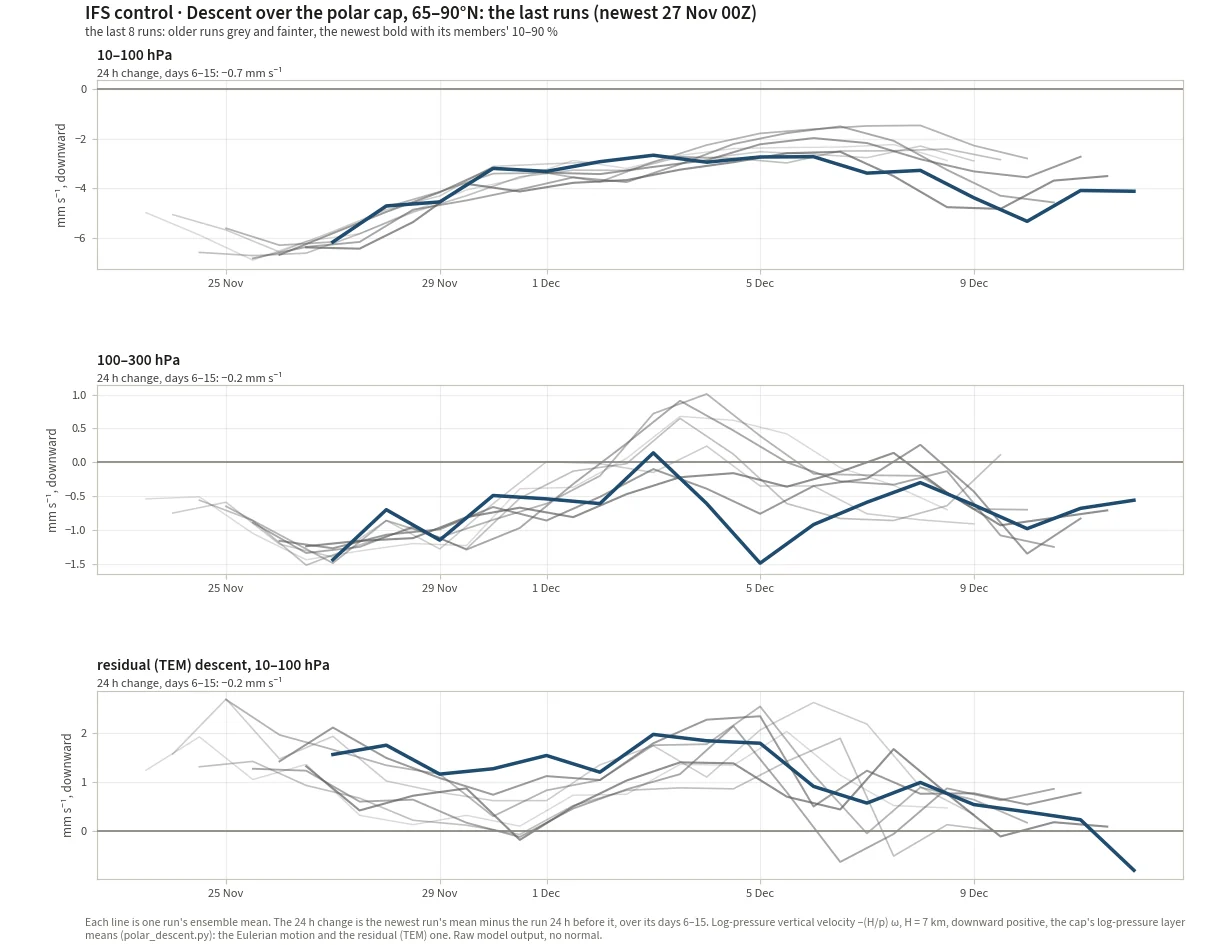 IFS control · Descent over the polar cap, 65–90°N: the last runs (newest 27 Nov 00Z)
the last 8 runs: older runs grey and fainter, the newest bold with its members' 10–90 %
10–100 hPa
24 h change, days 6–15: −0.7 mm s⁻¹
mm s⁻¹, downward
0
−2
−4
−6
25 Nov
29 Nov
1 Dec
5 Dec
9 Dec
100–300 hPa
24 h change, days 6–15: −0.2 mm s⁻¹
mm s⁻¹, downward
1.0
0.5
0.0
−0.5
−1.0
−1.5
25 Nov
29 Nov
1 Dec
5 Dec
9 Dec
residual (TEM) descent, 10–100 hPa
24 h change, days 6–15: −0.2 mm s⁻¹
mm s⁻¹, downward
2
1
0
25 Nov
29 Nov
1 Dec
5 Dec
9 Dec
Each line is one run's ensemble mean. The 24 h change is the newest run's mean minus the run 24 h before it, over its days 6–15. Log-pressure vertical velocity −(H/p) ω, H = 7 km, downward positive, the cap's log-pressure layer
means (polar_descent.py): the Eulerian motion and the residual (TEM) one. Raw model output, no normal.